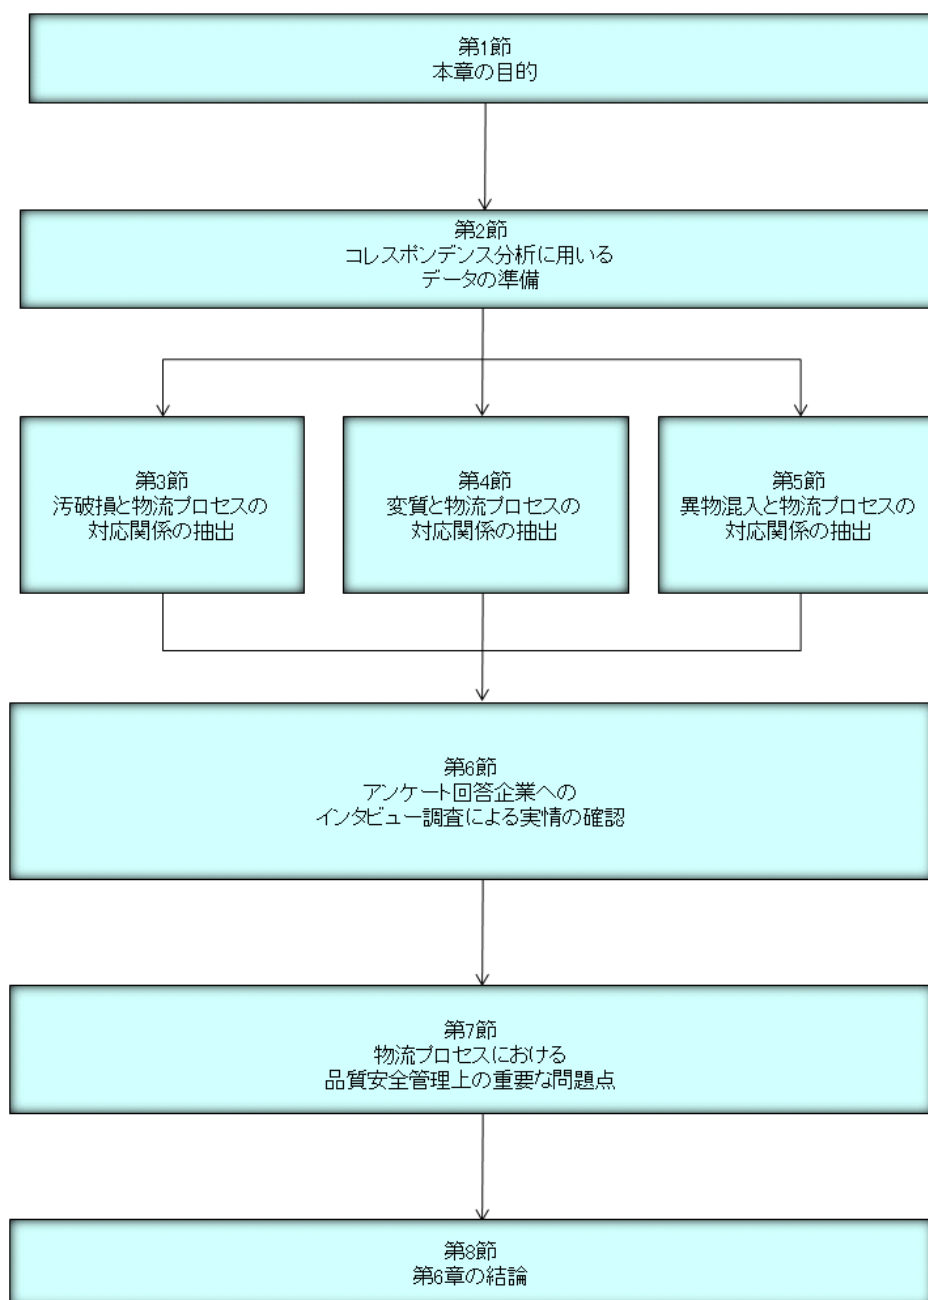 第1節
本章の目的
第2節
コレスポンデンス分析に用いる
データの準備
第3節
汚破損と物流プロセスの
対応関係の抽出
第4節
変質と物流プロセスの
対応関係の抽出
第5節
異物混入と物流プロセスの
対応関係の抽出
第6節
アンケート回答企業への
インタビュー調査による実情の確認
第7節
物流プロセスにおける
品質安全管理上の重要な問題点
第8節
第6章の結論